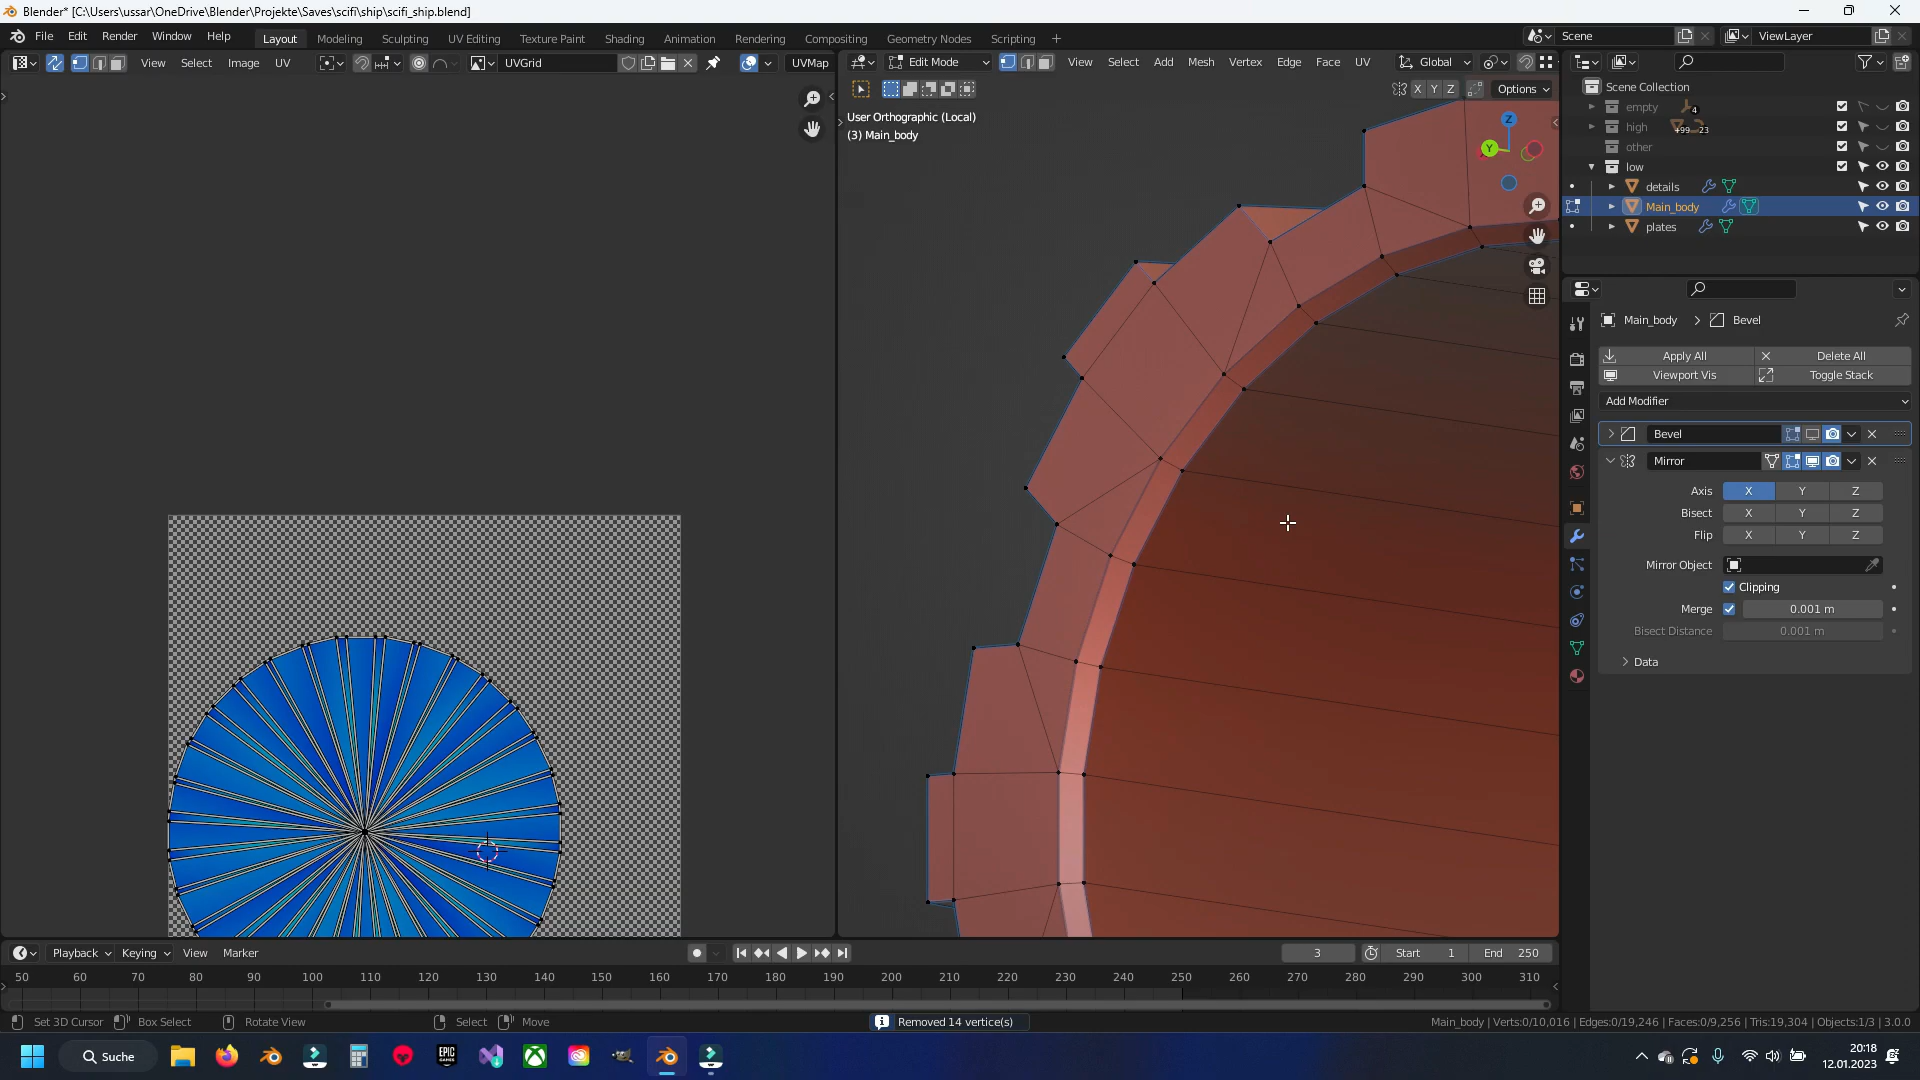 Blender* [C:\Users\ussar\OneDrive\Blender\Projekte\Saves\scifi\ship\scifi_ship.blend]
File Edit Render Window Help Layout Modeling Sculpting UV Editing Texture Paint Shading Animation Rendering Compositing Geometry Nodes Scripting + Scene ViewLayer
View Select Image UV UVGrid UVMap Edit Mode View Select Add Mesh Vertex Edge Face UV Global
X Y Z Options
User Orthographic (Local)
(3) Main_body
Z
Y
Scene Collection
empty 4
high +99 23
other
low
details
Main_body
plates
Main_body > Bevel
Apply All Delete All
Viewport Vis Toggle Stack
Add Modifier
Bevel
Mirror
Axis X Y Z
Bisect X Y Z
Flip X Y Z
Mirror Object
Clipping
Merge 0.001 m
Bisect Distance 0.001 m
Data
Playback Keying View Marker 3 Start 1 End 250
50 60 70 80 90 100 110 120 130 140 150 160 170 180 190 200 210 220 230 240 250 260 270 280 290 300 310
Set 3D Cursor Box Select Rotate View Select Move Removed 14 vertice(s) Main_body | Verts:0/10,016 | Edges:0/19,246 | Faces:0/9,256 | Tris:19,304 | Objects:1/3 | 3.0.0
Suche EPIC GAMES 20:18
12.01.2023